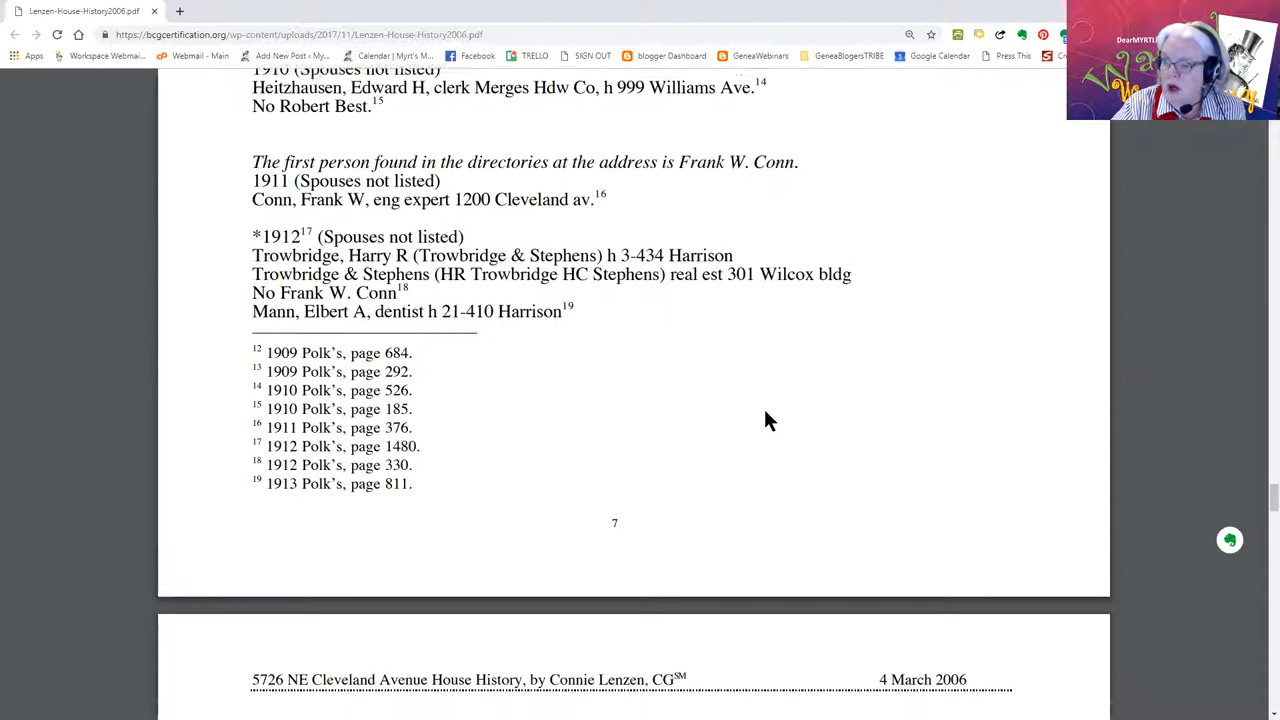 Lenzen-House-History2006.pdf
https://bcgcertification.org/wp-content/uploads/2017/11/Lenzen-House-History2006.pdf
Apps Workspace Webmai... Webmail - Main Add New Post ‹ My... Calendar | Myrt's M... Facebook TRELLO SIGN OUT blogger Dashboard GeneaWebinars GeneaBloggersTRIBE Google Calendar Press This
DearMYRTLE
1910 (Spouses not listed)
Heitzhausen, Edward H, clerk Merges Hdw Co, h 999 Williams Ave.14
No Robert Best.15
The first person found in the directories at the address is Frank W. Conn.
1911 (Spouses not listed)
Conn, Frank W, eng expert 1200 Cleveland av.16
*191217 (Spouses not listed)
Trowbridge, Harry R (Trowbridge & Stephens) h 3-434 Harrison
Trowbridge & Stephens (HR Trowbridge HC Stephens) real est 301 Wilcox bldg
No Frank W. Conn18
Mann, Elbert A, dentist h 21-410 Harrison19
12 1909 Polk's, page 684.
13 1909 Polk's, page 292.
14 1910 Polk's, page 526.
15 1910 Polk's, page 185.
16 1911 Polk's, page 376.
17 1912 Polk's, page 1480.
18 1912 Polk's, page 330.
19 1913 Polk's, page 811.
7
5726 NE Cleveland Avenue House History, by Connie Lenzen, CG℠ 4 March 2006